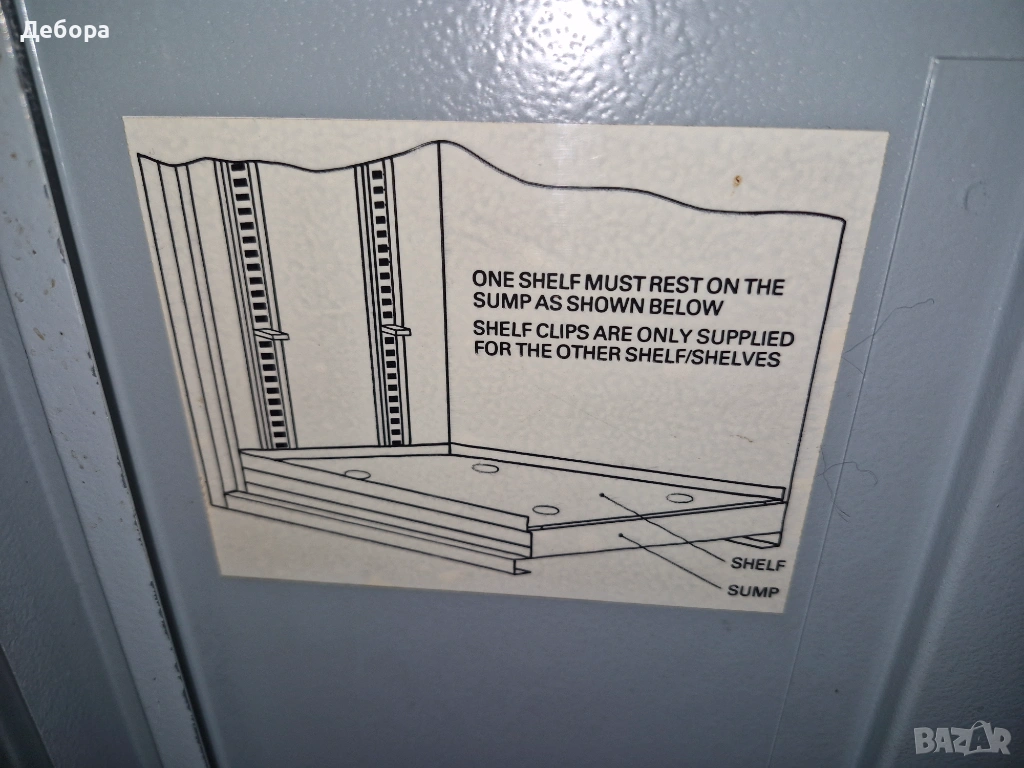 Дебора
ONE SHELF MUST REST ON THE
SUMP AS SHOWN BELOW
SHELF CLIPS ARE ONLY SUPPLIED
FOR THE OTHER SHELF/SHELVES
SHELF
SUMP
BAZAR